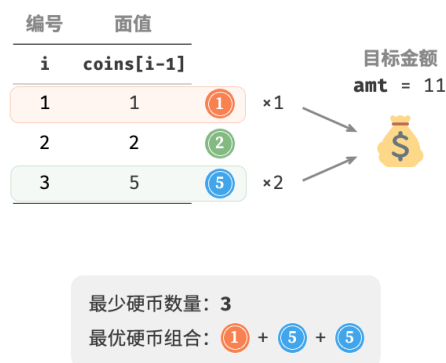 编号 面值
i coins[i-1]
1 1 1 ×1
2 2 2
3 5 5 ×2
目标金额
amt = 11
$
最少硬币数量：3
最优硬币组合：1 + 5 + 5